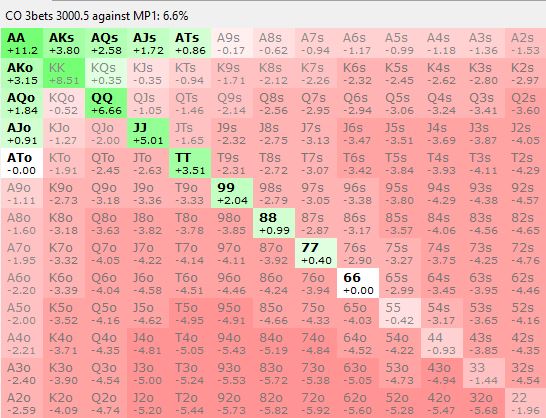 CO 3bets 3000.5 against MP1: 6.6%
AA AKs AQs AJs ATs A9s A8s A7s A6s A5s A4s A3s A2s
+11.2 +3.80 +2.58 +1.72 +0.86 -0.17 -0.62 -0.94 -1.17 -0.99 -1.18 -1.36 -1.53
AKo KK KQs KJs KTs K9s K8s K7s K6s K5s K4s K3s K2s
+3.15 +8.51 +0.35 -0.35 -0.94 -1.71 -2.12 -2.26 -2.32 -2.45 -2.62 -2.80 -2.97
AQo KQo QQ QJs QTs Q9s Q8s Q7s Q6s Q5s Q4s Q3s Q2s
+1.84 -0.52 +6.66 -1.05 -1.46 -2.14 -2.56 -2.95 -2.94 -3.06 -3.24 -3.41 -3.60
AJo KJo QJo JJ JTs J9s J8s J7s J6s J5s J4s J3s J2s
+0.91 -1.27 -2.00 +5.01 -1.65 -2.32 -2.75 -3.13 -3.47 -3.51 -3.69 -3.87 -4.05
ATo KTo QTo JTo TT T9s T8s T7s T6s T5s T4s T3s T2s
-0.00 -1.91 -2.45 -2.63 +3.51 -2.31 -2.72 -3.07 -3.42 -3.84 -3.93 -4.11 -4.29
A9o K9o Q9o J9o T9o 99 98s 97s 96s 95s 94s 93s 92s
-1.11 -2.73 -3.18 -3.36 -3.33 +2.04 -2.79 -3.05 -3.38 -3.80 -4.29 -4.38 -4.57
A8o K8o Q8o J8o T8o 98o 88 87s 86s 85s 84s 83s 82s
-1.60 -3.18 -3.63 -3.82 -3.78 -3.85 +0.99 -2.87 -3.17 -3.57 -4.06 -4.56 -4.65
A7o K7o Q7o J7o T7o 97o 87o 77 76s 75s 74s 73s 72s
-1.95 -3.32 -4.05 -4.22 -4.14 -4.11 -3.92 +0.40 -2.90 -3.27 -3.75 -4.25 -4.76
A6o K6o Q6o J6o T6o 96o 86o 76o 66 65s 64s 63s 62s
-2.20 -3.39 -4.04 -4.58 -4.51 -4.46 -4.24 -3.94 +0.00 -2.99 -3.45 -3.95 -4.46
A5o K5o Q5o J5o T5o 95o 85o 75o 65o 55 54s 53s 52s
-2.00 -3.52 -4.16 -4.62 -4.95 -4.91 -4.66 -4.33 -4.03 -0.42 -3.17 -3.65 -4.16
A4o K4o Q4o J4o T4o 94o 84o 74o 64o 54o 44 43s 42s
-2.21 -3.71 -4.35 -4.81 -5.05 -5.43 -5.19 -4.84 -4.52 -4.22 -0.93 -3.85 -4.35
A3o K3o Q3o J3o T3o 93o 83o 73o 63o 53o 43o 33 32s
-2.40 -3.90 -4.54 -5.00 -5.24 -5.53 -5.72 -5.38 -5.05 -4.73 -4.94 -1.44 -4.54
A2o K2o Q2o J2o T2o 92o 82o 72o 62o 52o 42o 32o 22
-2.59 -4.09 -4.74 -5.20 -5.44 -5.73 -5.82 -5.92 -5.60 -5.28 -5.47 -5.68 -1.96